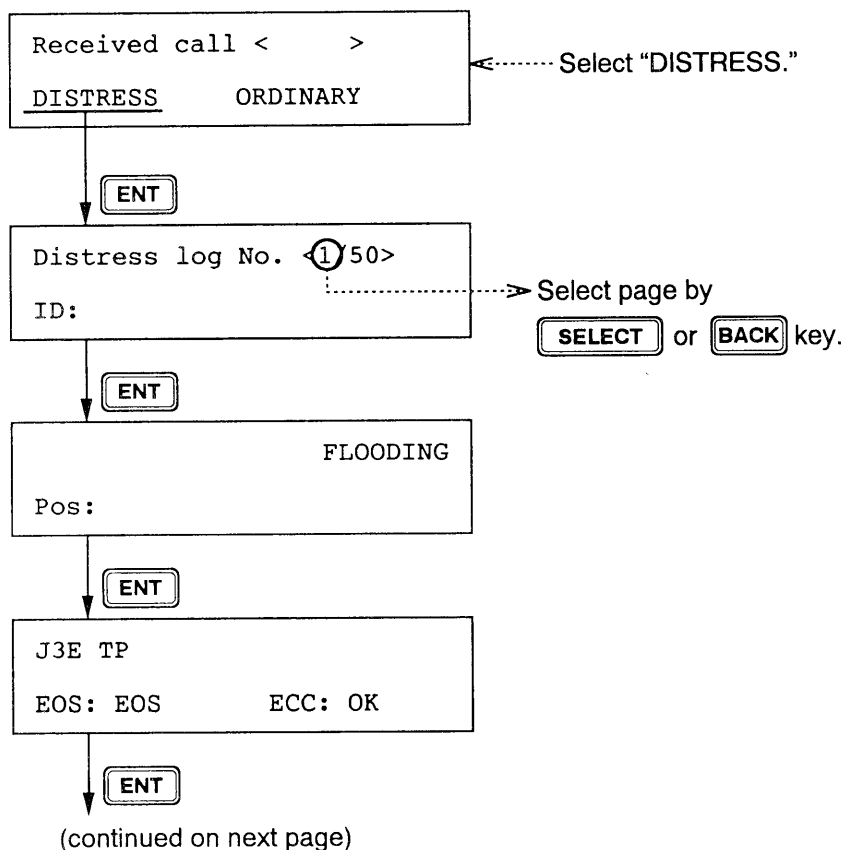 Received call < >
Select “DISTRESS.”
DISTRESS ORDINARY
ENT
Distress log No. <1/50>
ID:
Select page by
SELECT or BACK key.
ENT
FLOODING
Pos:
ENT
J3E TP
EOS: EOS ECC: OK
ENT
(continued on next page)